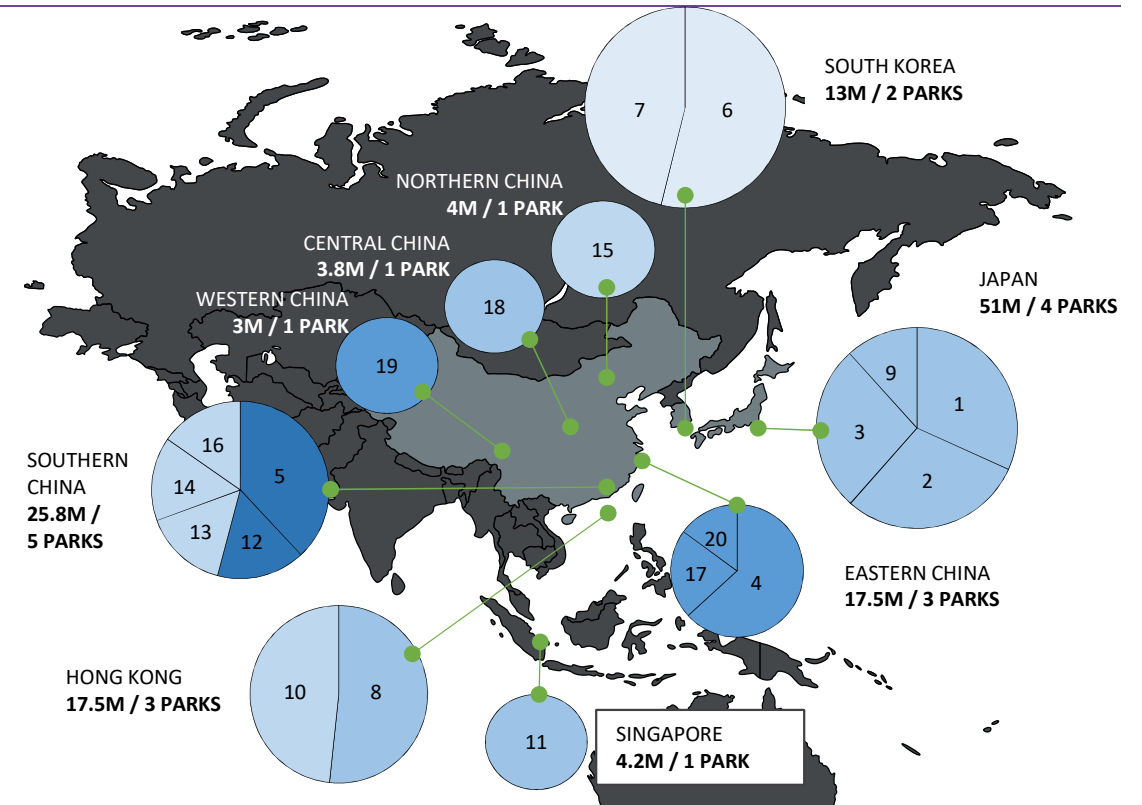 SOUTH KOREA
13M / 2 PARKS
7
6
NORTHERN CHINA
4M / 1 PARK
15
CENTRAL CHINA
3.8M / 1 PARK
18
WESTERN CHINA
3M / 1 PARK
19
JAPAN
51M / 4 PARKS
9
1
3
2
SOUTHERN
CHINA
25.8M /
5 PARKS
16
5
14
13
12
20
17
4
EASTERN CHINA
17.5M / 3 PARKS
HONG KONG
17.5M / 3 PARKS
10
8
11
SINGAPORE
4.2M / 1 PARK